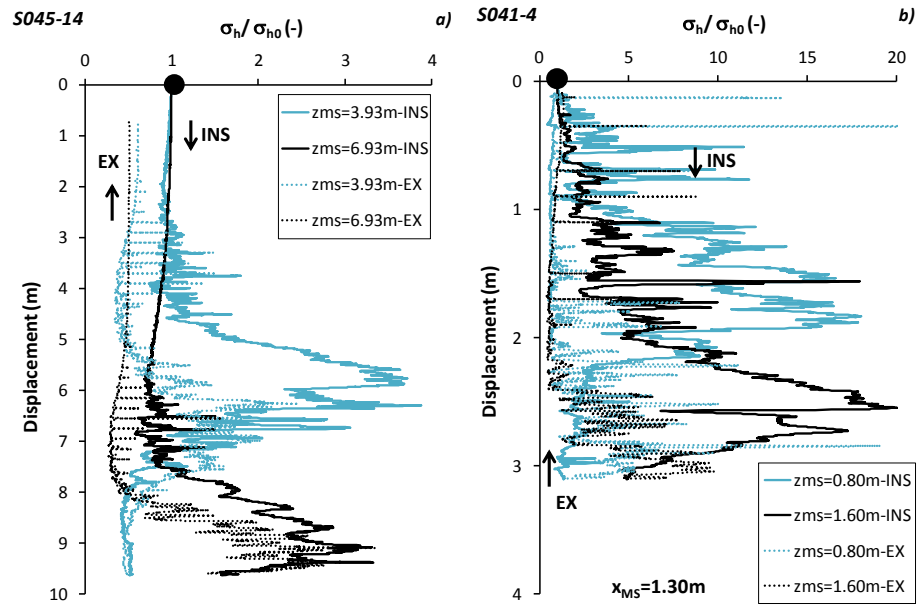 S045-14
σh/ σh0 (-)
a)
0 1 2 3 4
0
1
2
3
4
5
6
7
8
9
10
Displacement (m)
INS
EX
zms=3.93m-INS
zms=6.93m-INS
zms=3.93m-EX
zms=6.93m-EX
S041-4
σh/ σh0 (-)
b)
0 5 10 15 20
0
1
2
3
4
Displacement (m)
INS
EX
zms=0.80m-INS
zms=1.60m-INS
zms=0.80m-EX
zms=1.60m-EX
xMS=1.30m